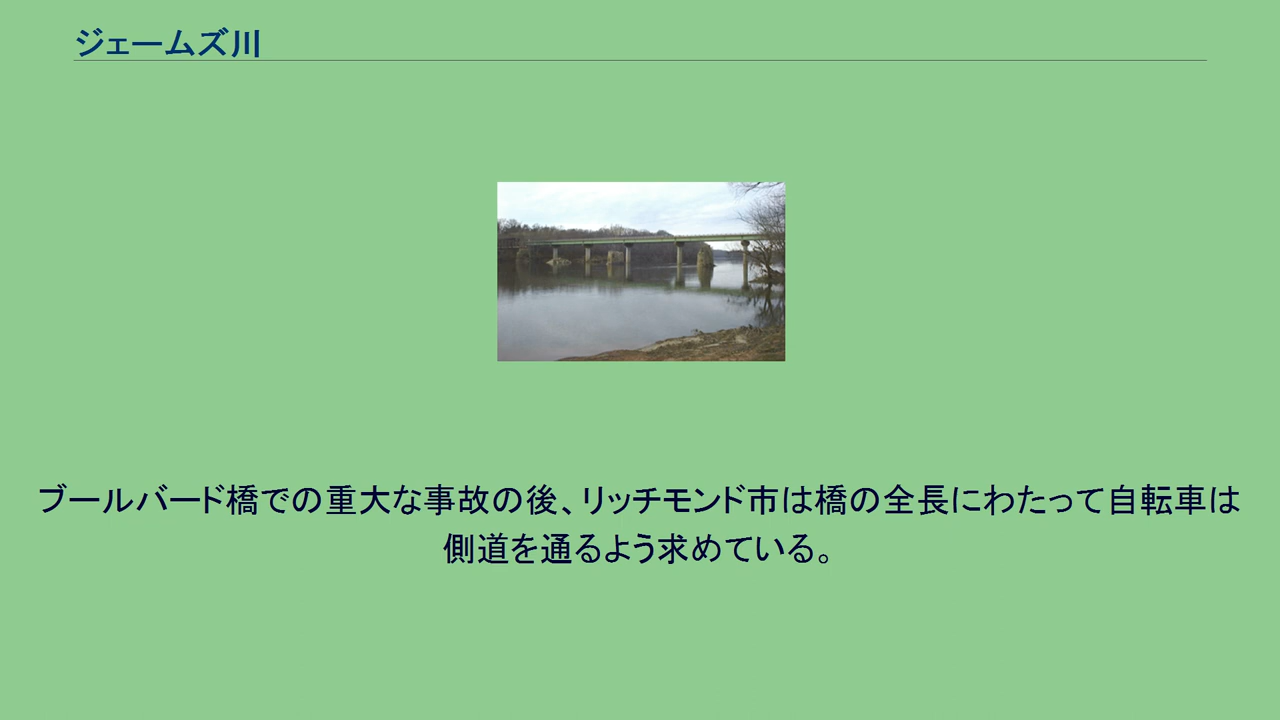 ジェームズ川
ブールバード橋での重大な事故の後、リッチモンド市は橋の全長にわたって自転車は
側道を通るよう求めている。